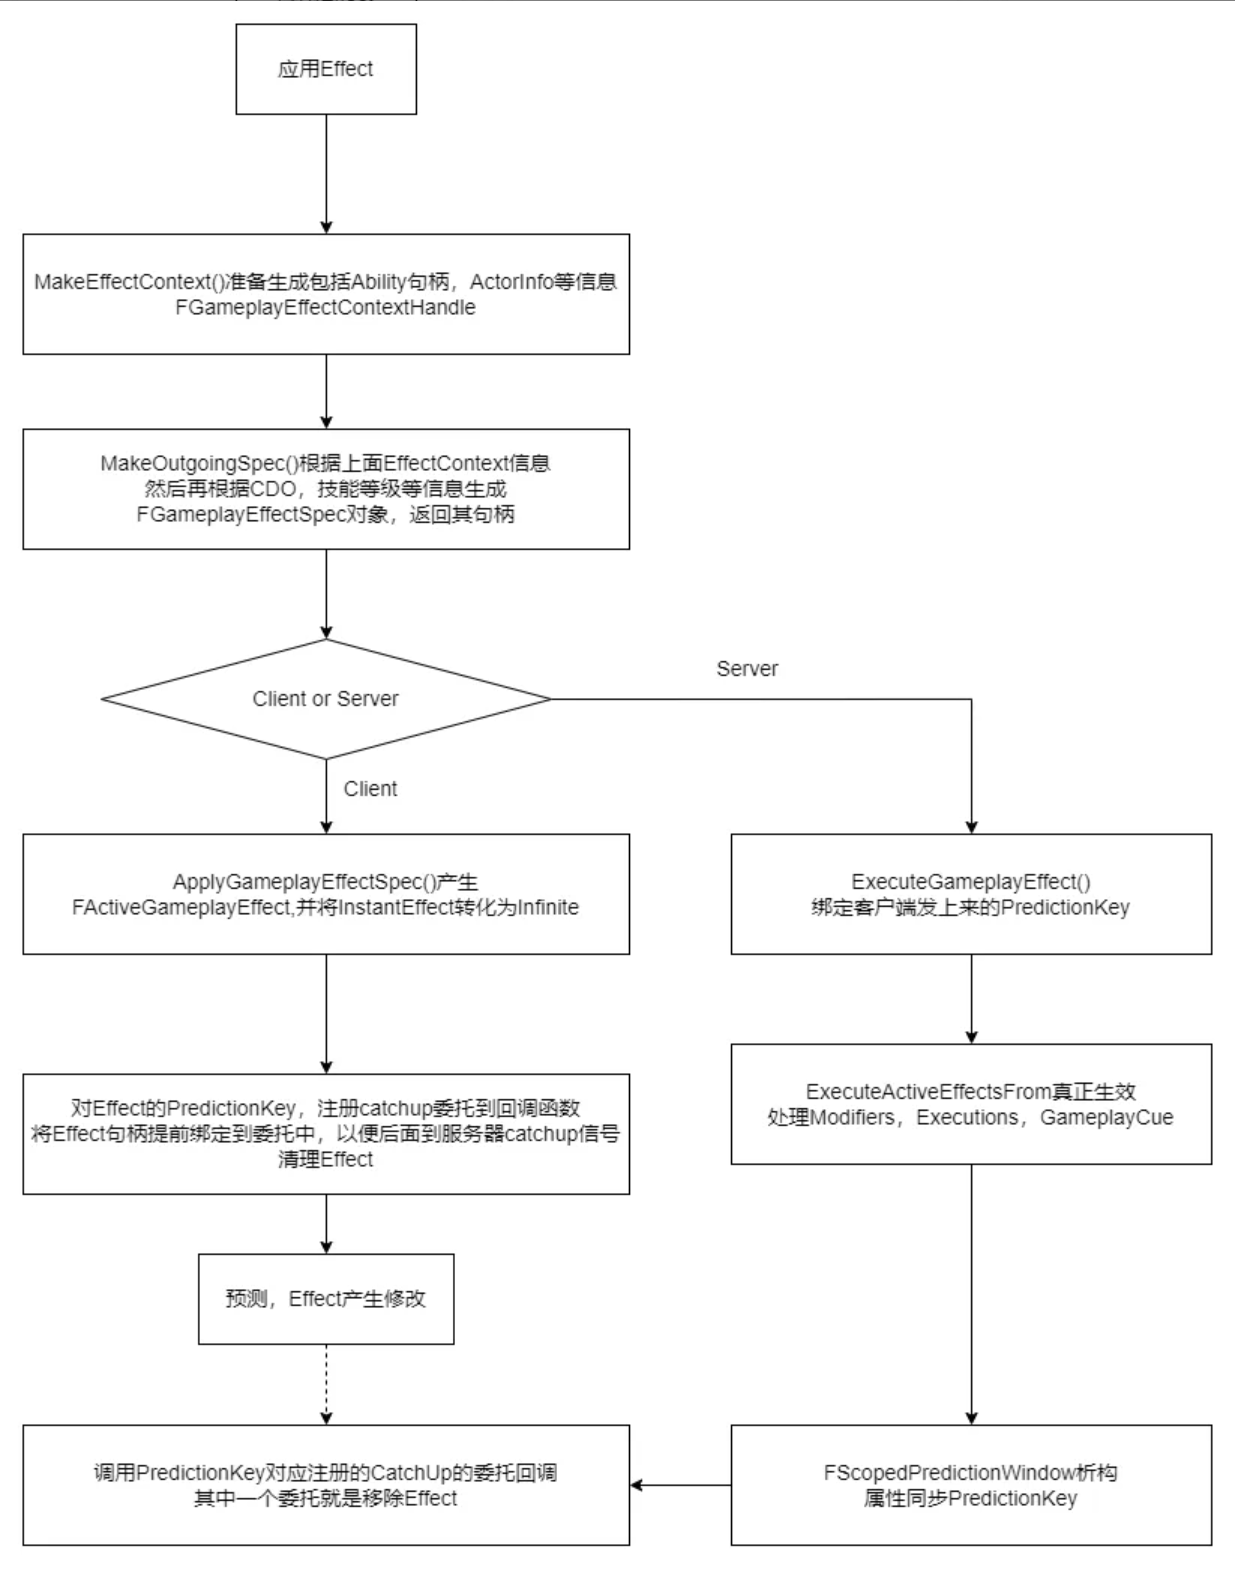 应用Effect
MakeEffectContext()准备生成包括Ability句柄，ActorInfo等信息
FGameplayEffectContextHandle
MakeOutgoingSpec()根据上面EffectContext信息
然后再根据CDO，技能等级等信息生成
FGameplayEffectSpec对象，返回其句柄
Client or Server
Server
Client
ApplyGameplayEffectSpec()产生
FActiveGameplayEffect,并将InstantEffect转化为Infinite
ExecuteGameplayEffect()
绑定客户端发上来的PredictionKey
对Effect的PredictionKey，注册catchup委托到回调函数
将Effect句柄提前绑定到委托中，以便后面到服务器catchup信号
清理Effect
ExecuteActiveEffectsFrom真正生效
处理Modifiers，Executions，GameplayCue
预测，Effect产生修改
调用PredictionKey对应注册的CatchUp的委托回调
其中一个委托就是移除Effect
FScopedPredictionWindow析构
属性同步PredictionKey